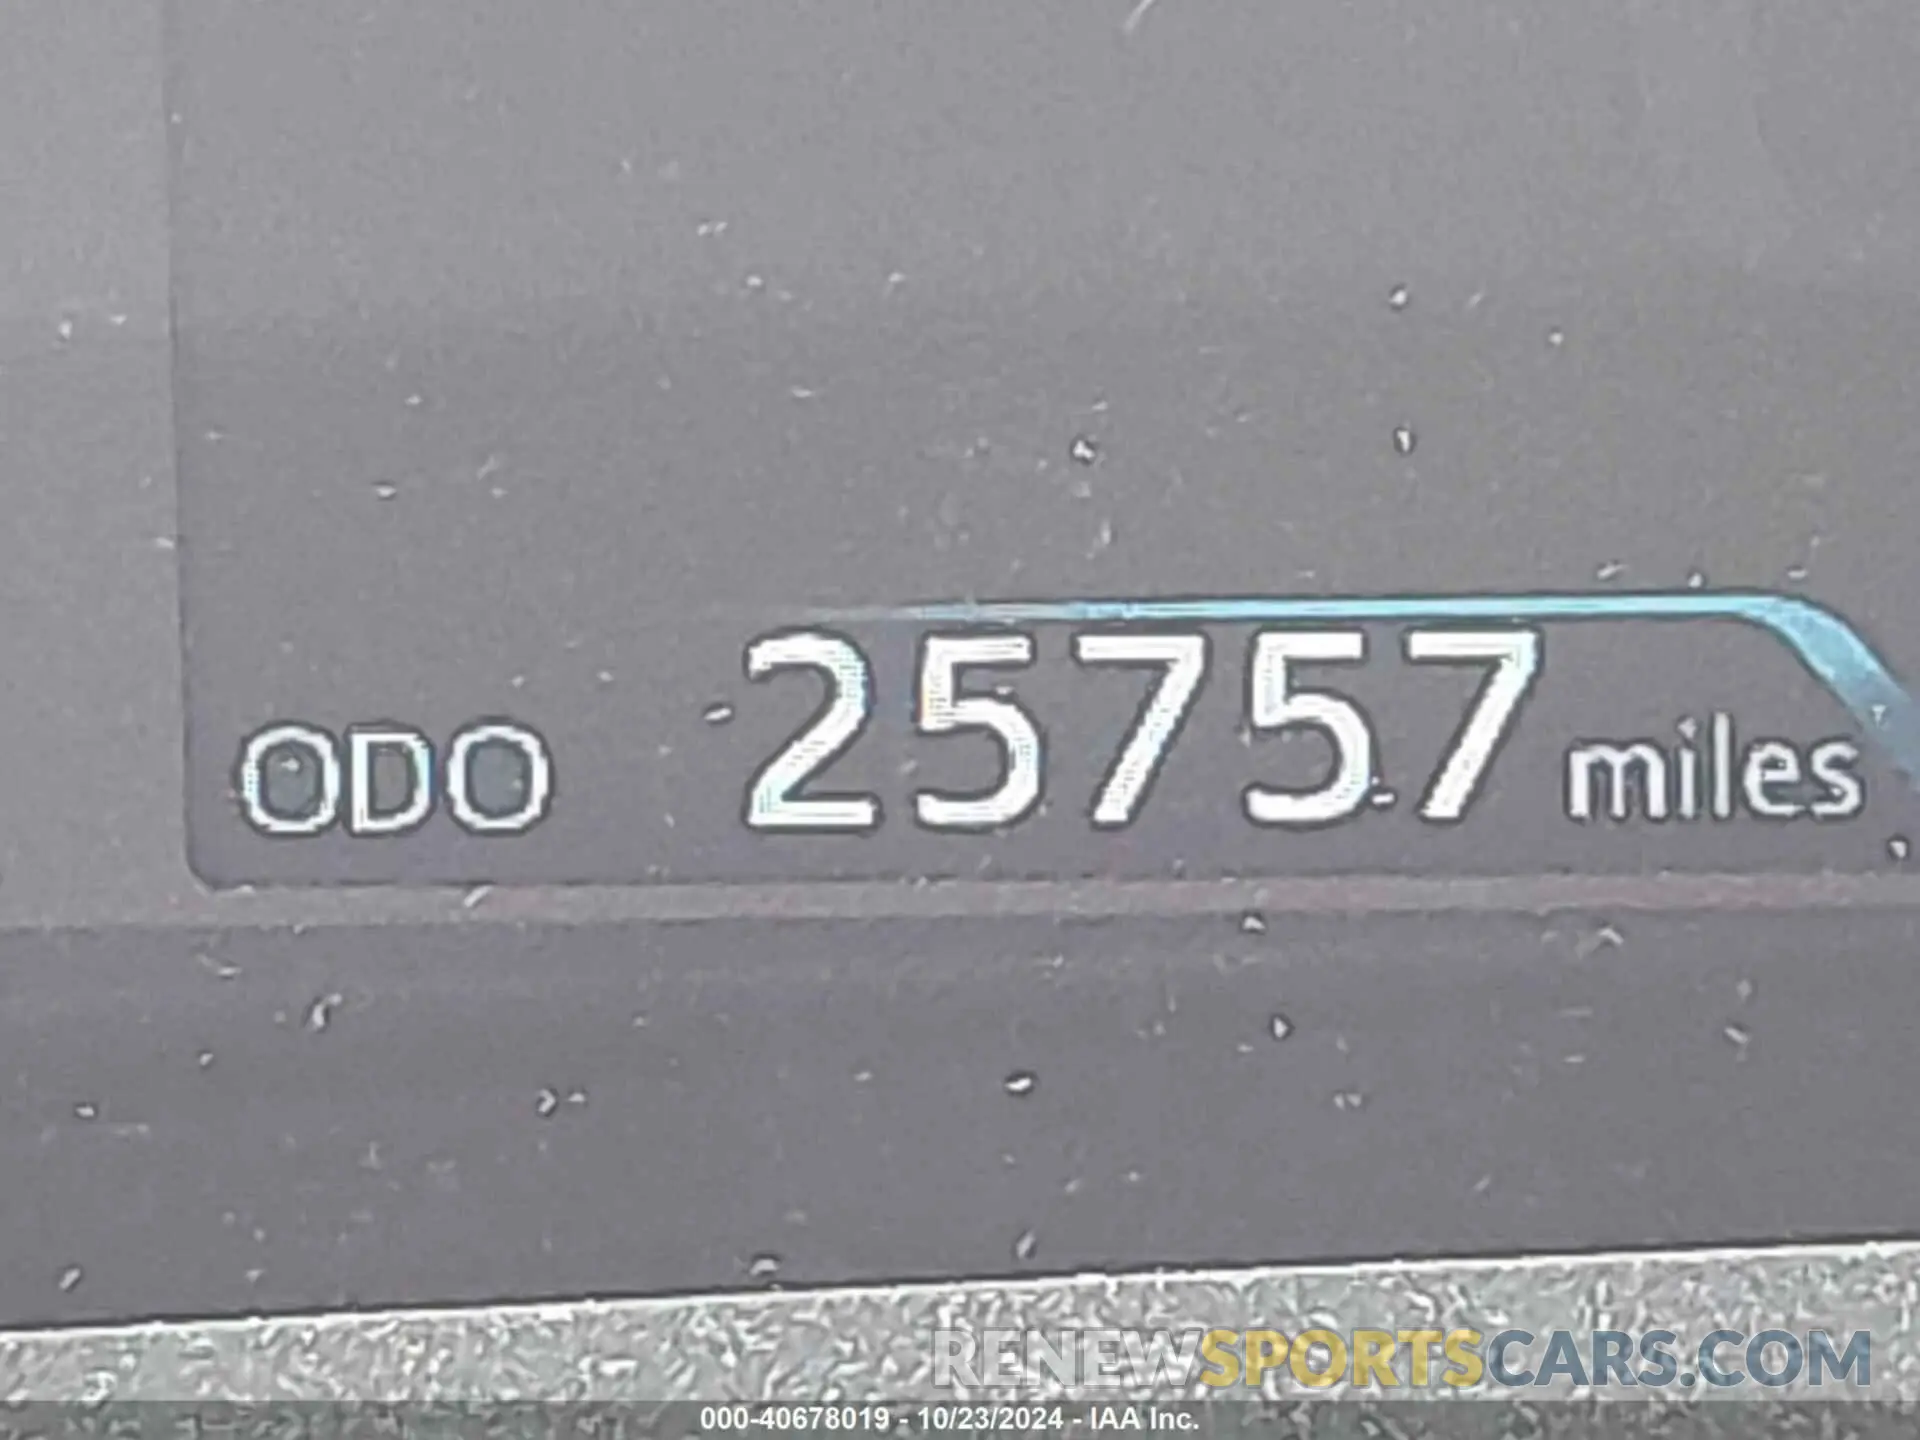 ODO 25757 miles
RENEWSPORTSCARS.COM
000-40678019 - 10/23/2024 - IAA Inc.